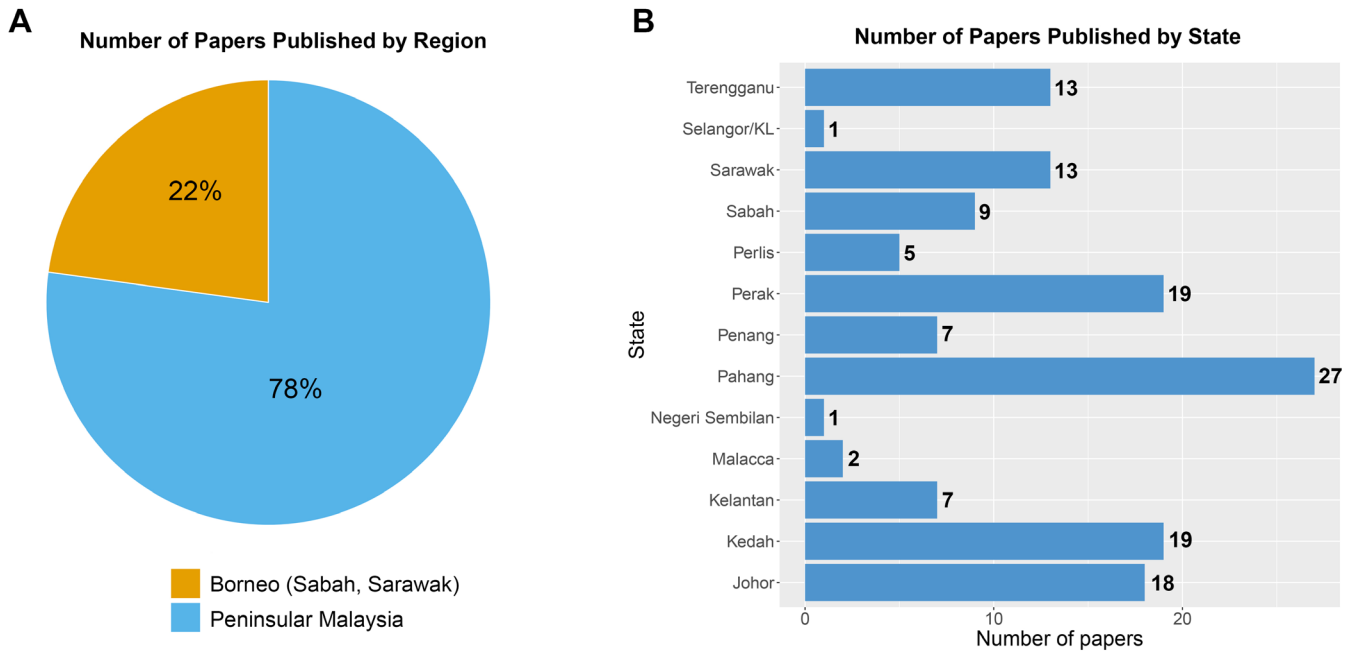 A
Number of Papers Published by Region
22%
78%
Borneo (Sabah, Sarawak)
Peninsular Malaysia
B
Number of Papers Published by State
State
Terengganu 13
Selangor/KL 1
Sarawak 13
Sabah 9
Perlis 5
Perak 19
Penang 7
Pahang 27
Negeri Sembilan 1
Malacca 2
Kelantan 7
Kedah 19
Johor 18
0 10 20
Number of papers